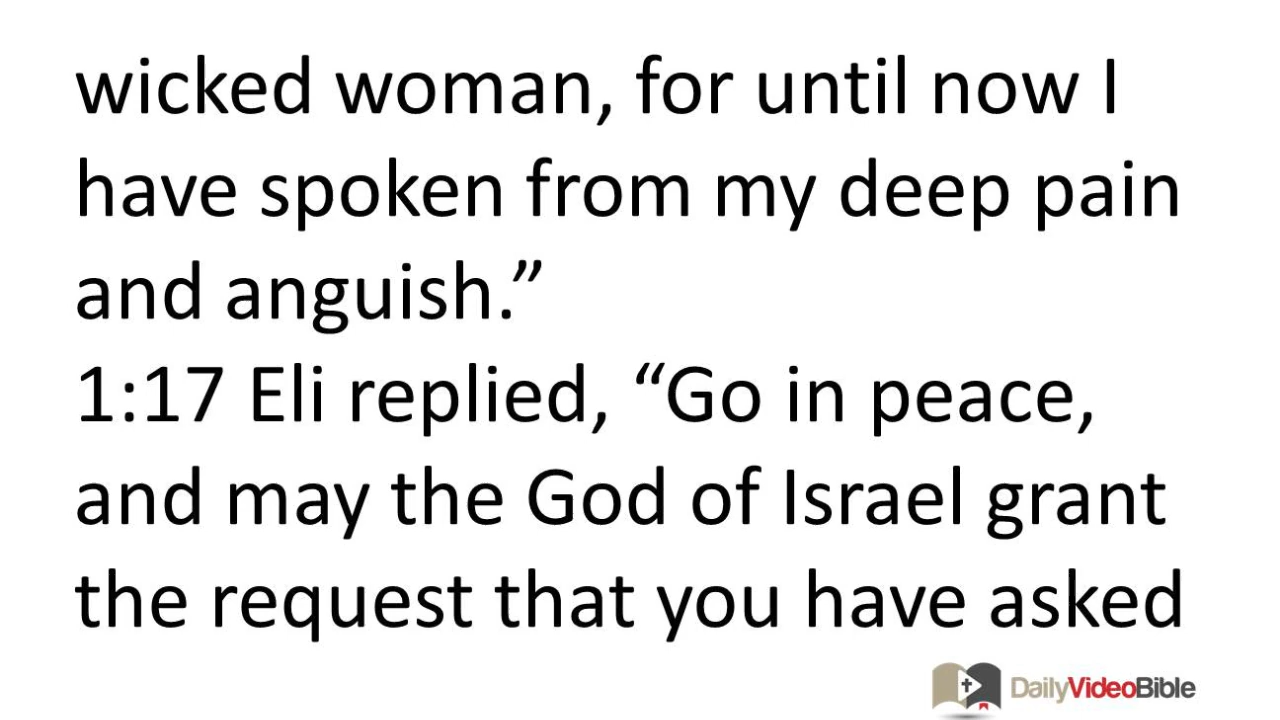 wicked woman, for until now I
have spoken from my deep pain
and anguish.”
1:17 Eli replied, “Go in peace,
and may the God of Israel grant
the request that you have asked
DailyVideoBible